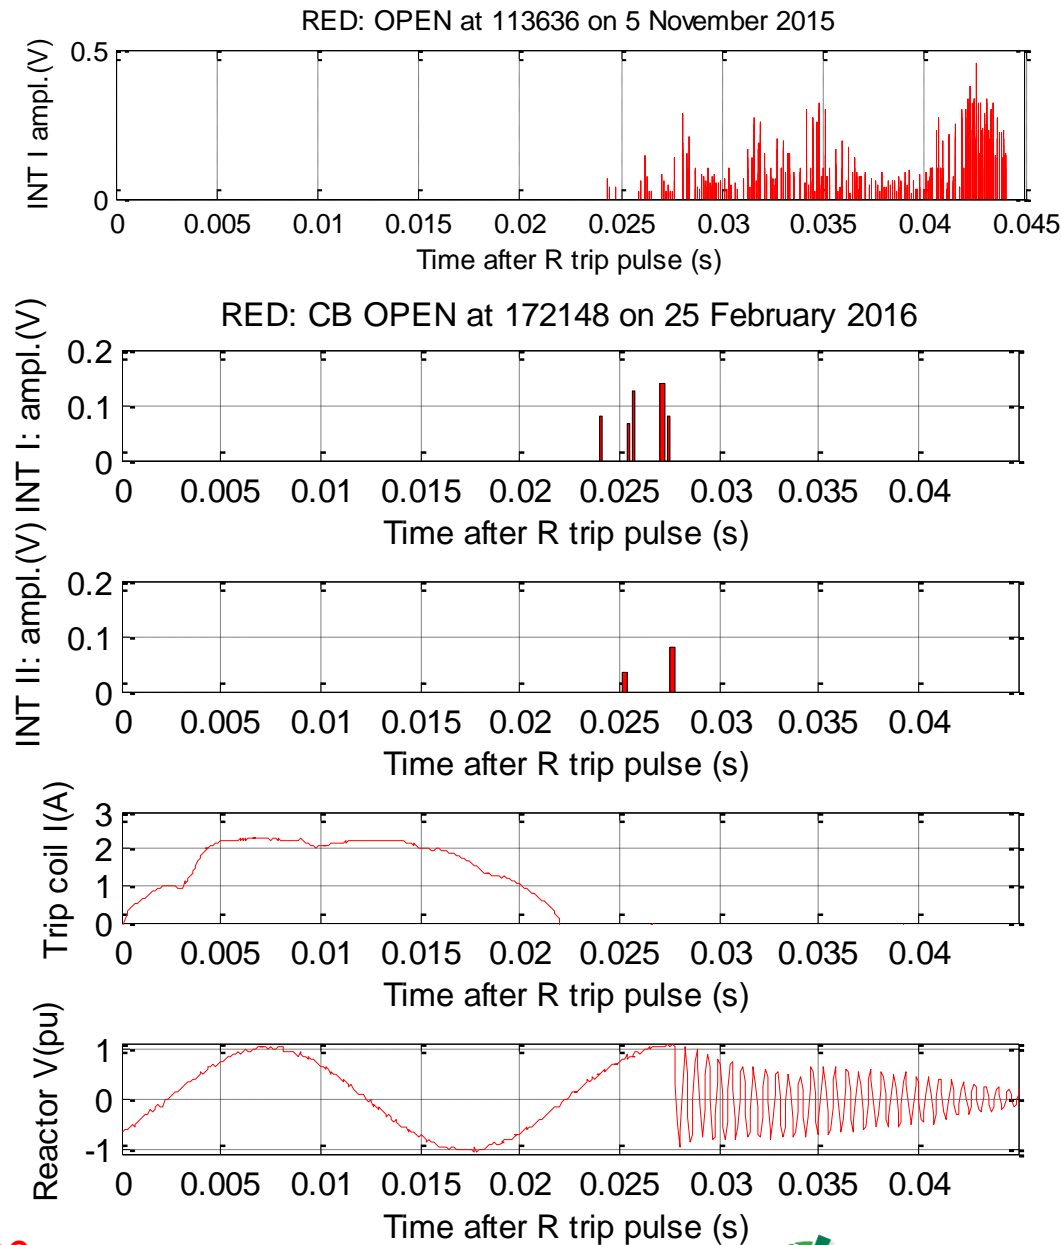 RED: OPEN at 113636 on 5 November 2015
INT I ampl.(V)
0.5
0
0 0.005 0.01 0.015 0.02 0.025 0.03 0.035 0.04 0.045
Time after R trip pulse (s)
RED: CB OPEN at 172148 on 25 February 2016
INT I: ampl.(V)
0.2
0.1
0
0 0.005 0.01 0.015 0.02 0.025 0.03 0.035 0.04
Time after R trip pulse (s)
INT II: ampl.(V)
0.2
0.1
0
0 0.005 0.01 0.015 0.02 0.025 0.03 0.035 0.04
Time after R trip pulse (s)
Trip coil I(A)
3
2
1
0
0 0.005 0.01 0.015 0.02 0.025 0.03 0.035 0.04
Time after R trip pulse (s)
Reactor V(pu)
1
0
-1
0 0.005 0.01 0.015 0.02 0.025 0.03 0.035 0.04
Time after R trip pulse (s)